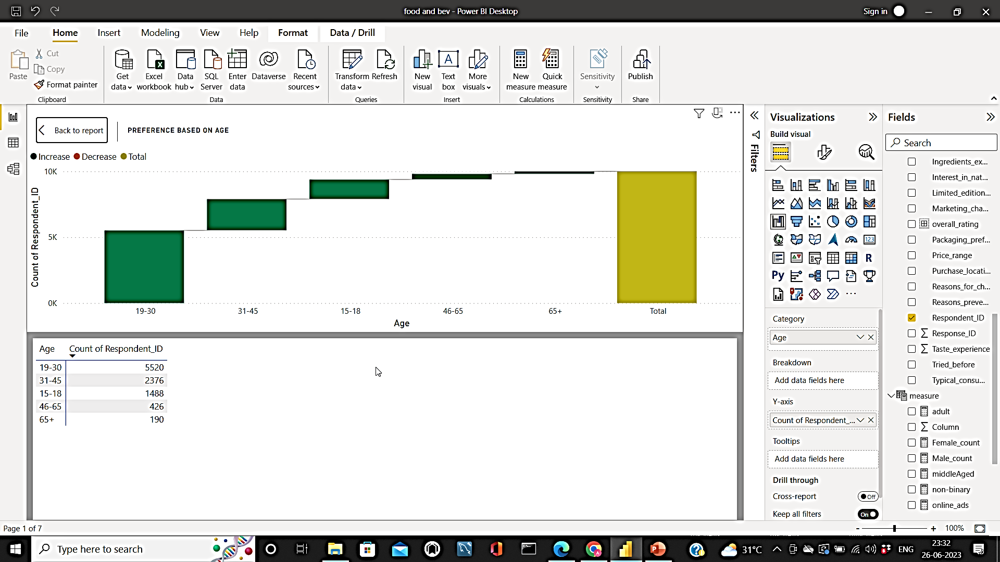 food and bev - Power BI Desktop
Sign in
File Home Insert Modeling View Help Format Data / Drill
Paste
Cut
Copy
Format painter
Clipboard
Get data
Excel workbook
Data hub
SQL Server
Enter data
Dataverse
Recent sources
Data
Transform data
Refresh
Queries
New visual
Text box
More visuals
Insert
New measure
Quick measure
Calculations
Sensitivity
Sensitivity
Publish
Share
Back to report
PREFERENCE BASED ON AGE
Increase Decrease Total
Count of Respondent_ID
10K
5K
0K
19-30 31-45 15-18 46-65 65+ Total
Age
Age Count of Respondent_ID
19-30 5520
31-45 2376
15-18 1488
46-65 426
65+ 190
Filters
Visualizations
Build visual
123
R
Py
Category
Age
Breakdown
Add data fields here
Y-axis
Count of Respondent_...
Tooltips
Add data fields here
Drill through
Cross-report
Off
Keep all filters
On
Fields
Search
Ingredients_ex...
Interest_in_nat...
Limited_edition...
Marketing_cha...
overall_rating
Packaging_pref...
Price_range
Purchase_locati...
Reasons_for_ch...
Reasons_preve...
Respondent_ID
Response_ID
Taste_experience
Tried_before
Typical_consu...
measure
adult
Column
Female_count
Male_count
middleAged
non-binary
online_ads
Page 1 of 7
- + 100%
Type here to search
31°C
ENG
23:32
26-06-2023